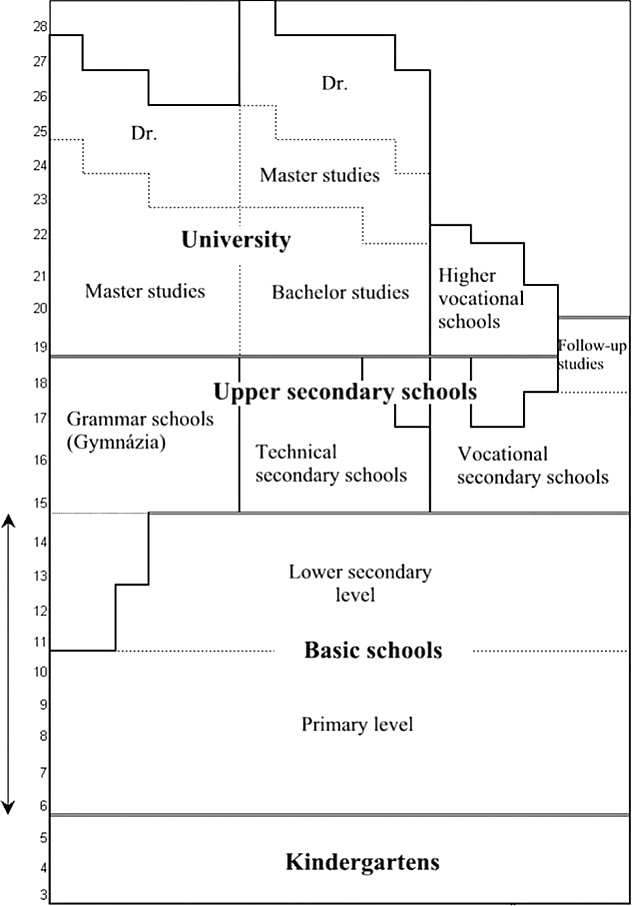 28
27
26
Dr.
25
Dr.
24
Master studies
23
22
University
21
Master studies
Bachelor studies
Higher
vocational
schools
20
19
Follow-up
studies
18
Upper secondary schools
17
Grammar schools
(Gymnázia)
16
Technical
secondary schools
Vocational
secondary schools
15
14
13
Lower secondary
level
12
11
Basic schools
10
9
8
Primary level
7
6
5
4
Kindergartens
3